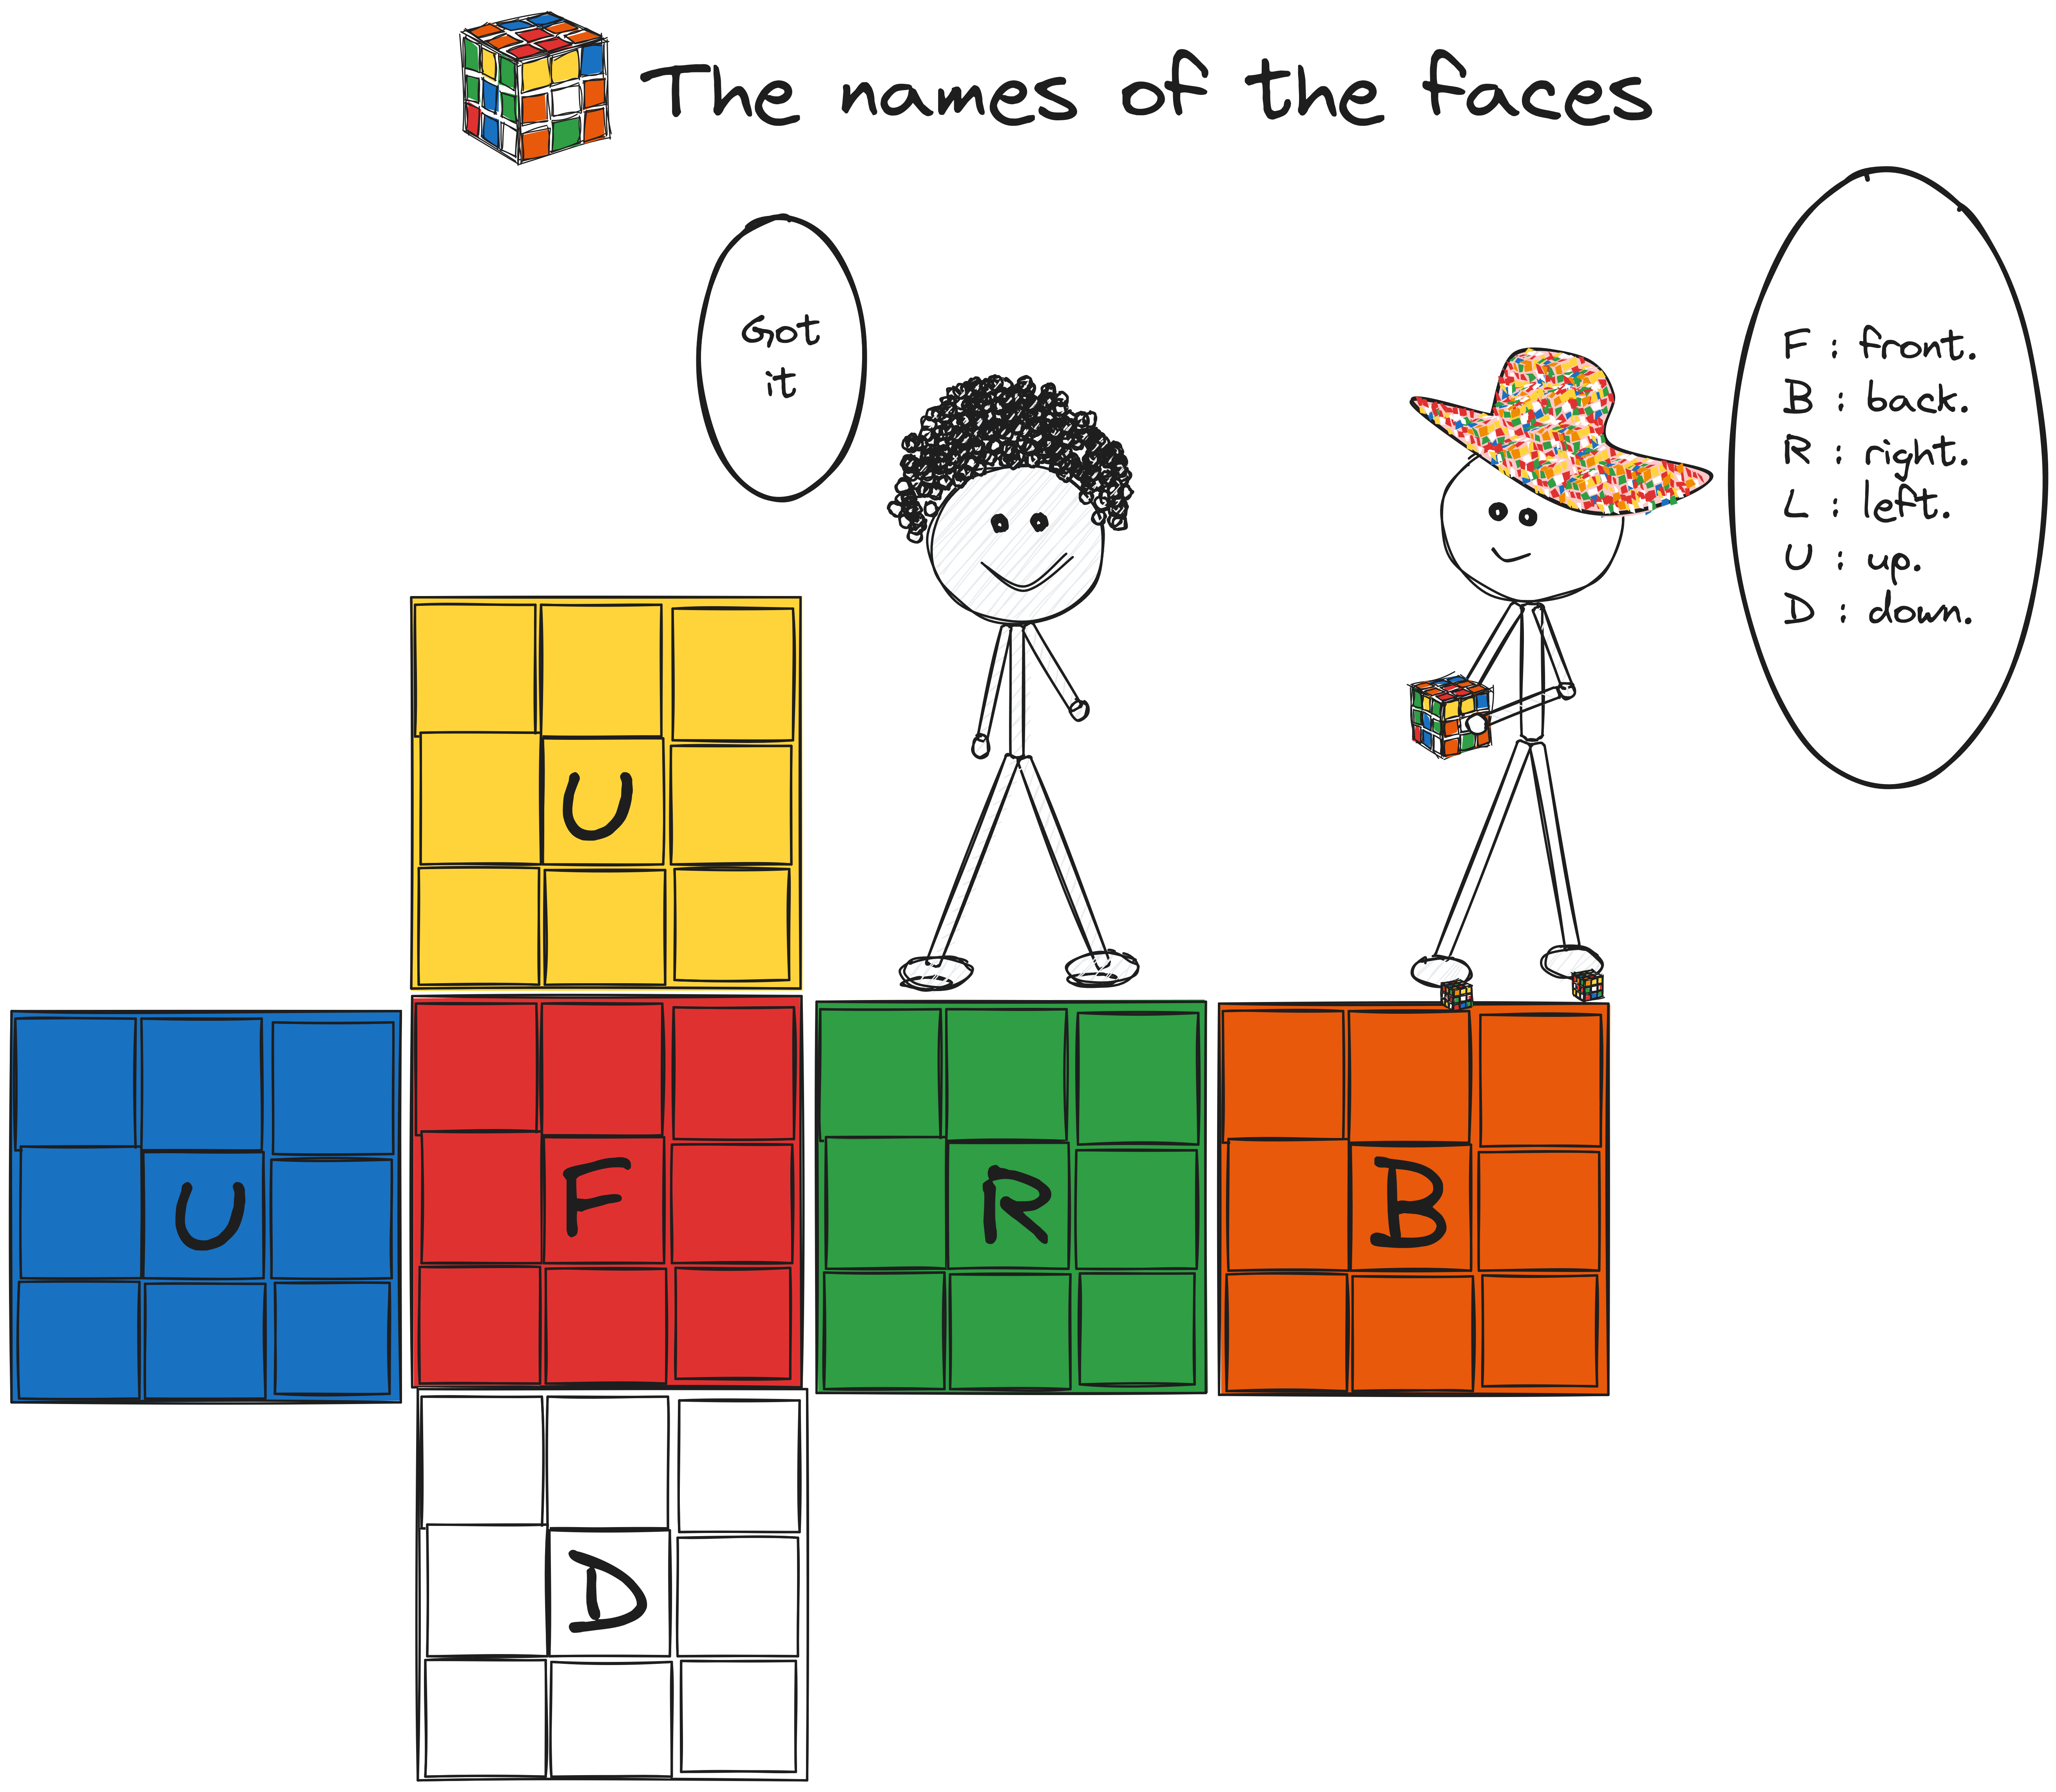 The names of the faces
Got
it
F : front.
B : back.
R : right.
L : left.
U : up.
D : down.
U
U
F
R
B
D